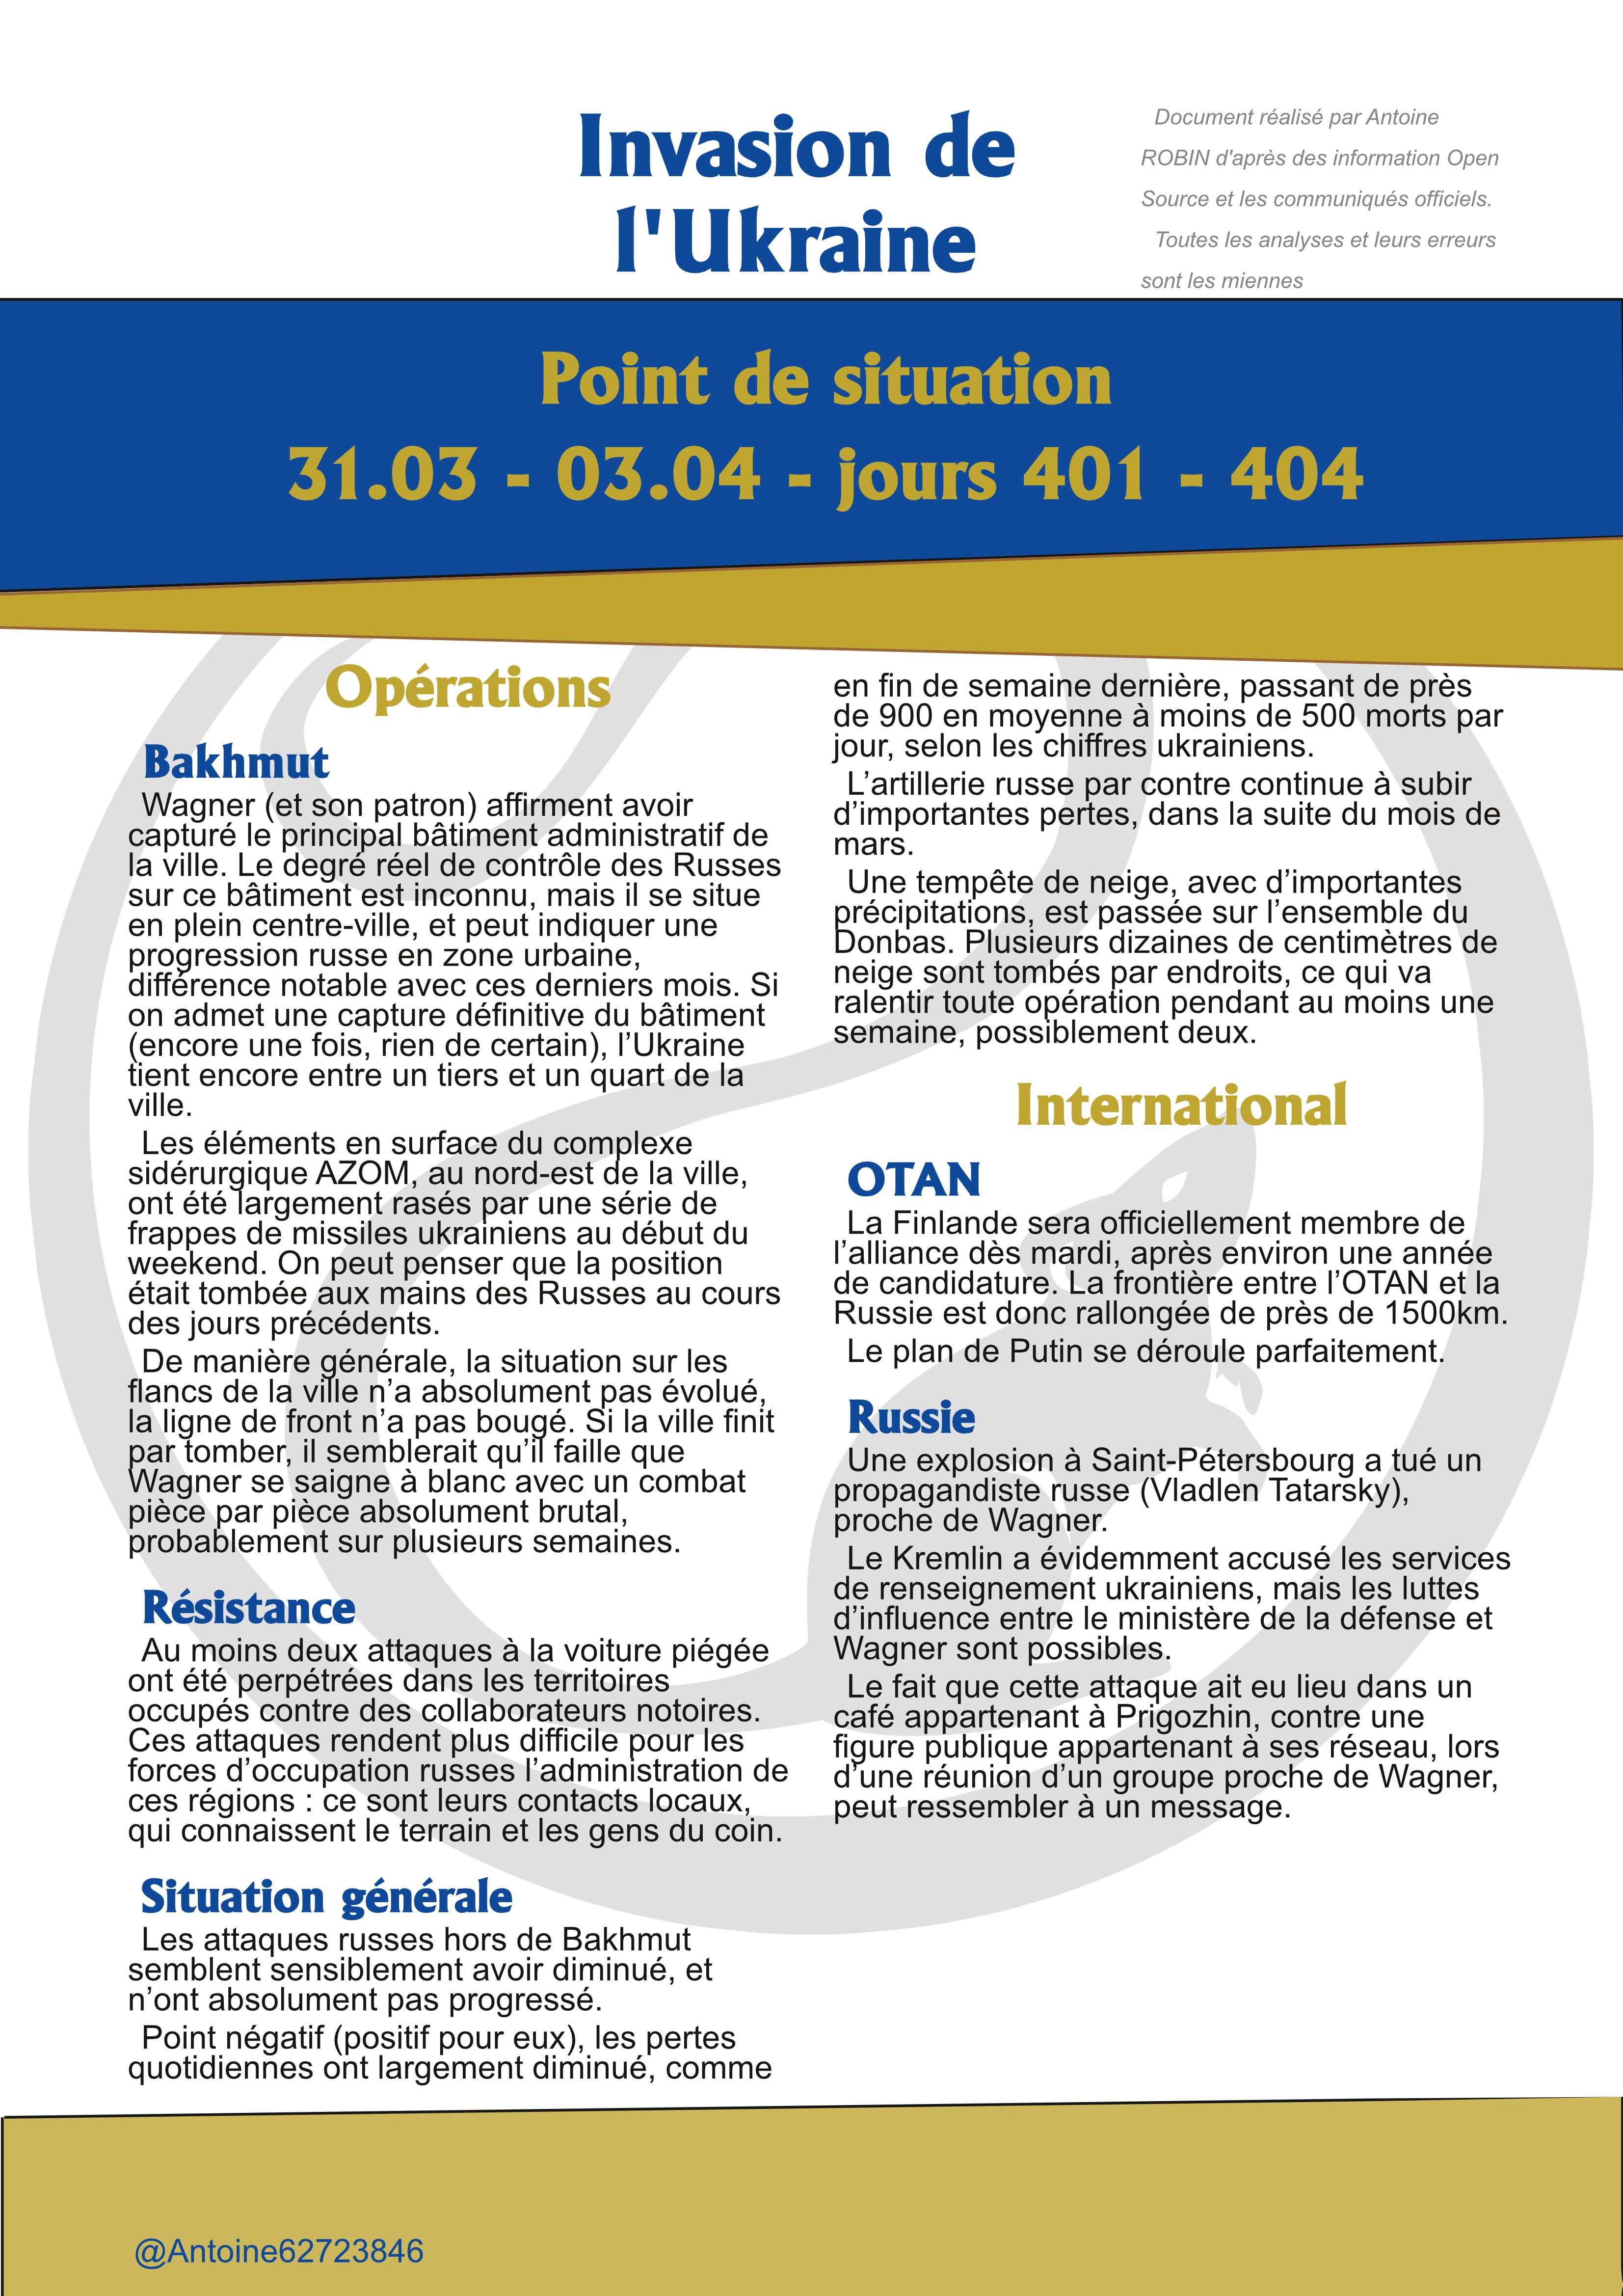 Invasion de
l'Ukraine
Document réalisé par Antoine
ROBIN d'après des information Open
Source et les communiqués officiels.
Toutes les analyses et leurs erreurs
sont les miennes
Point de situation
31.03 - 03.04 - jours 401 - 404
Opérations
Bakhmut
Wagner (et son patron) affirment avoir
capturé le principal bâtiment administratif de
la ville. Le degré réel de contrôle des Russes
sur ce bâtiment est inconnu, mais il se situe
en plein centre-ville, et peut indiquer une
progression russe en zone urbaine,
différence notable avec ces derniers mois. Si
on admet une capture définitive du bâtiment
(encore une fois, rien de certain), l’Ukraine
tient encore entre un tiers et un quart de la
ville.
Les éléments en surface du complexe
sidérurgique AZOM, au nord-est de la ville,
ont été largement rasés par une série de
frappes de missiles ukrainiens au début du
weekend. On peut penser que la position
était tombée aux mains des Russes au cours
des jours précédents.
De manière générale, la situation sur les
flancs de la ville n’a absolument pas évolué,
la ligne de front n’a pas bougé. Si la ville finit
par tomber, il semblerait qu’il faille que
Wagner se saigne à blanc avec un combat
pièce par pièce absolument brutal,
probablement sur plusieurs semaines.
Résistance
Au moins deux attaques à la voiture piégée
ont été perpétrées dans les territoires
occupés contre des collaborateurs notoires.
Ces attaques rendent plus difficile pour les
forces d’occupation russes l’administration de
ces régions : ce sont leurs contacts locaux,
qui connaissent le terrain et les gens du coin.
Situation générale
Les attaques russes hors de Bakhmut
semblent sensiblement avoir diminué, et
n’ont absolument pas progressé.
Point négatif (positif pour eux), les pertes
quotidiennes ont largement diminué, comme
en fin de semaine dernière, passant de près
de 900 en moyenne à moins de 500 morts par
jour, selon les chiffres ukrainiens.
L’artillerie russe par contre continue à subir
d’importantes pertes, dans la suite du mois de
mars.
Une tempête de neige, avec d’importantes
précipitations, est passée sur l’ensemble du
Donbas. Plusieurs dizaines de centimètres de
neige sont tombés par endroits, ce qui va
ralentir toute opération pendant au moins une
semaine, possiblement deux.
International
OTAN
La Finlande sera officiellement membre de
l’alliance dès mardi, après environ une année
de candidature. La frontière entre l’OTAN et la
Russie est donc rallongée de près de 1500km.
Le plan de Putin se déroule parfaitement.
Russie
Une explosion à Saint-Pétersbourg a tué un
propagandiste russe (Vladlen Tatarsky),
proche de Wagner.
Le Kremlin a évidemment accusé les services
de renseignement ukrainiens, mais les luttes
d’influence entre le ministère de la défense et
Wagner sont possibles.
Le fait que cette attaque ait eu lieu dans un
café appartenant à Prigozhin, contre une
figure publique appartenant à ses réseau, lors
d’une réunion d’un groupe proche de Wagner,
peut ressembler à un message.
@Antoine62723846